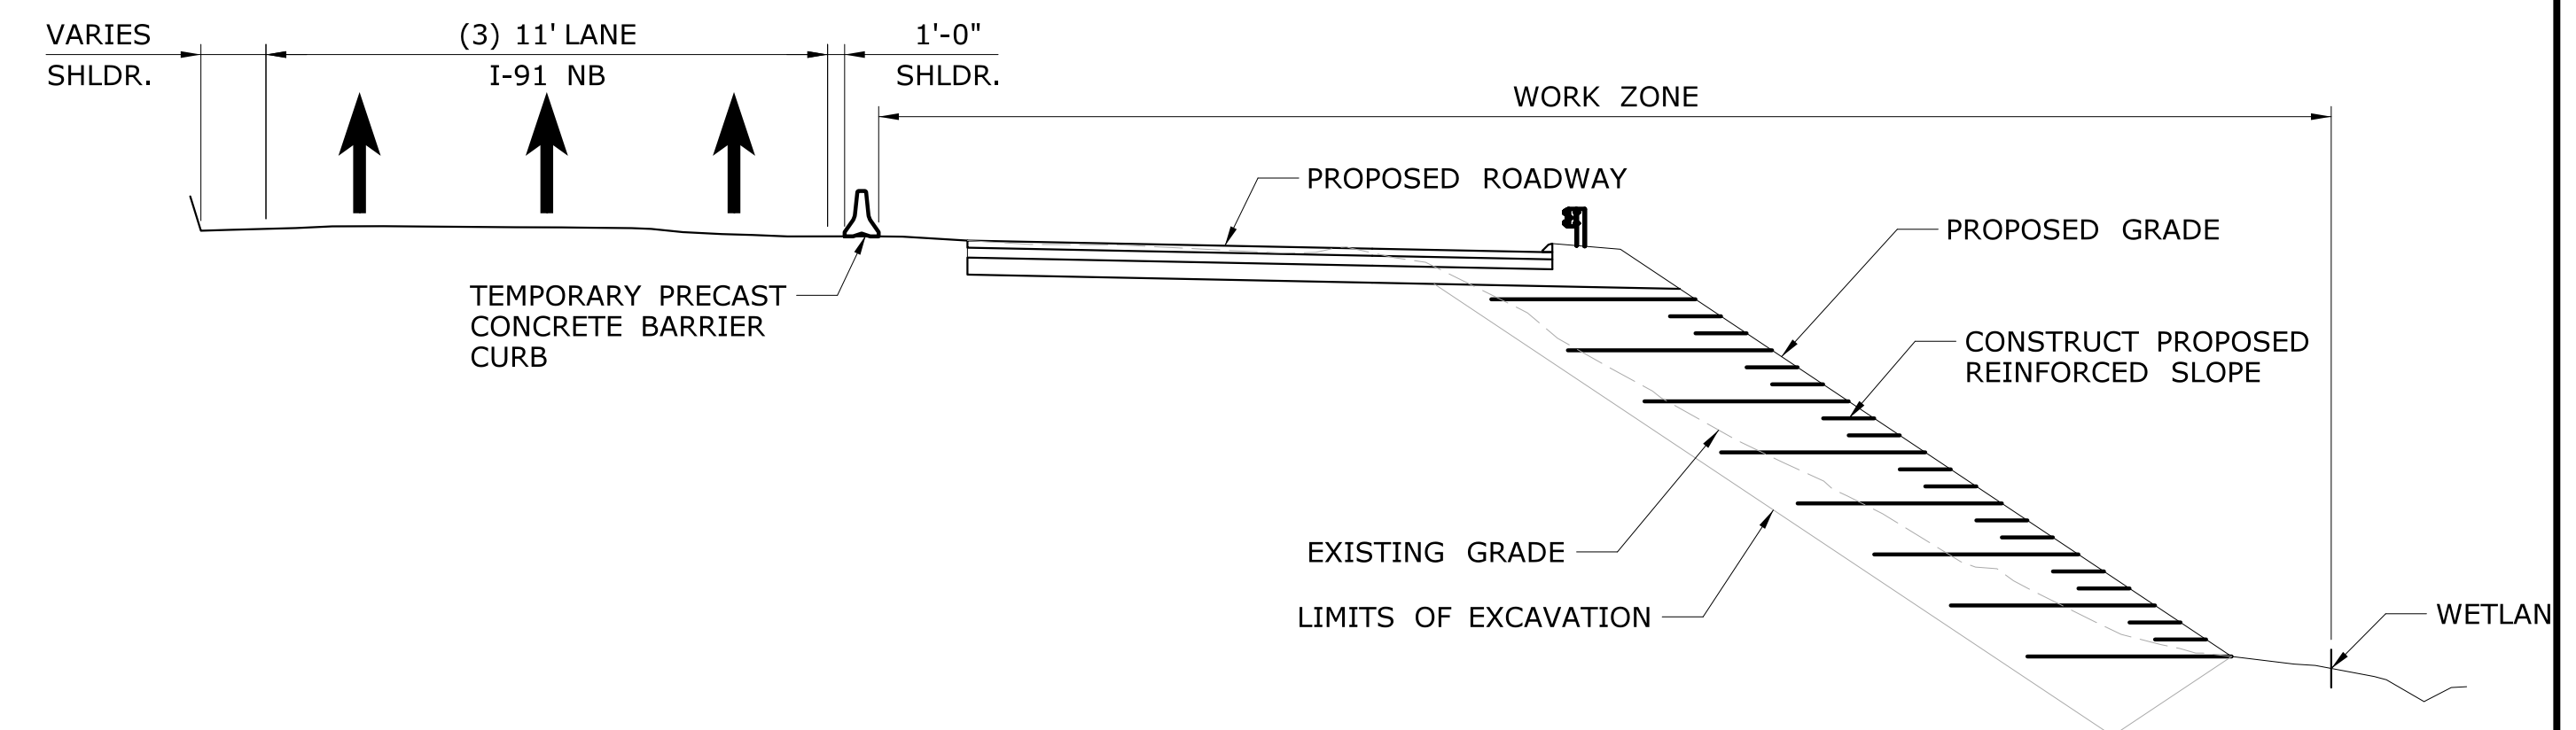 VARIES
SHLDR.
(3) 11' LANE
I-91 NB
1'-0"
SHLDR.
WORK ZONE
PROPOSED ROADWAY
PROPOSED GRADE
TEMPORARY PRECAST
CONCRETE BARRIER
CURB
CONSTRUCT PROPOSED
REINFORCED SLOPE
EXISTING GRADE
LIMITS OF EXCAVATION
WETLAN